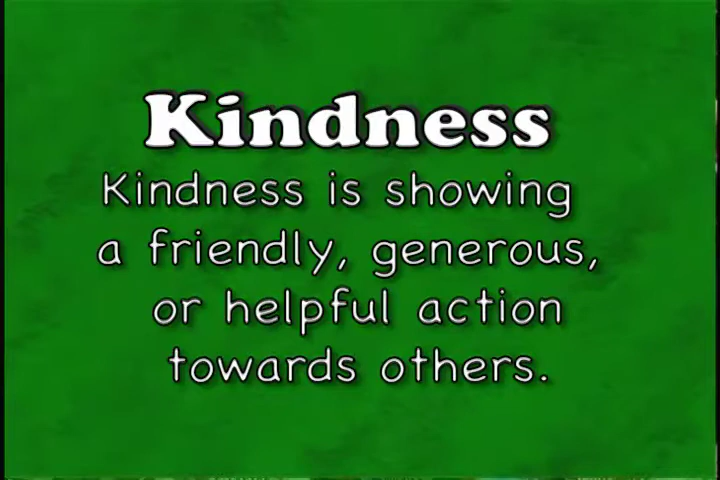 Kindness
Kindness is showing
a friendly, generous,
or helpful action
towards others.